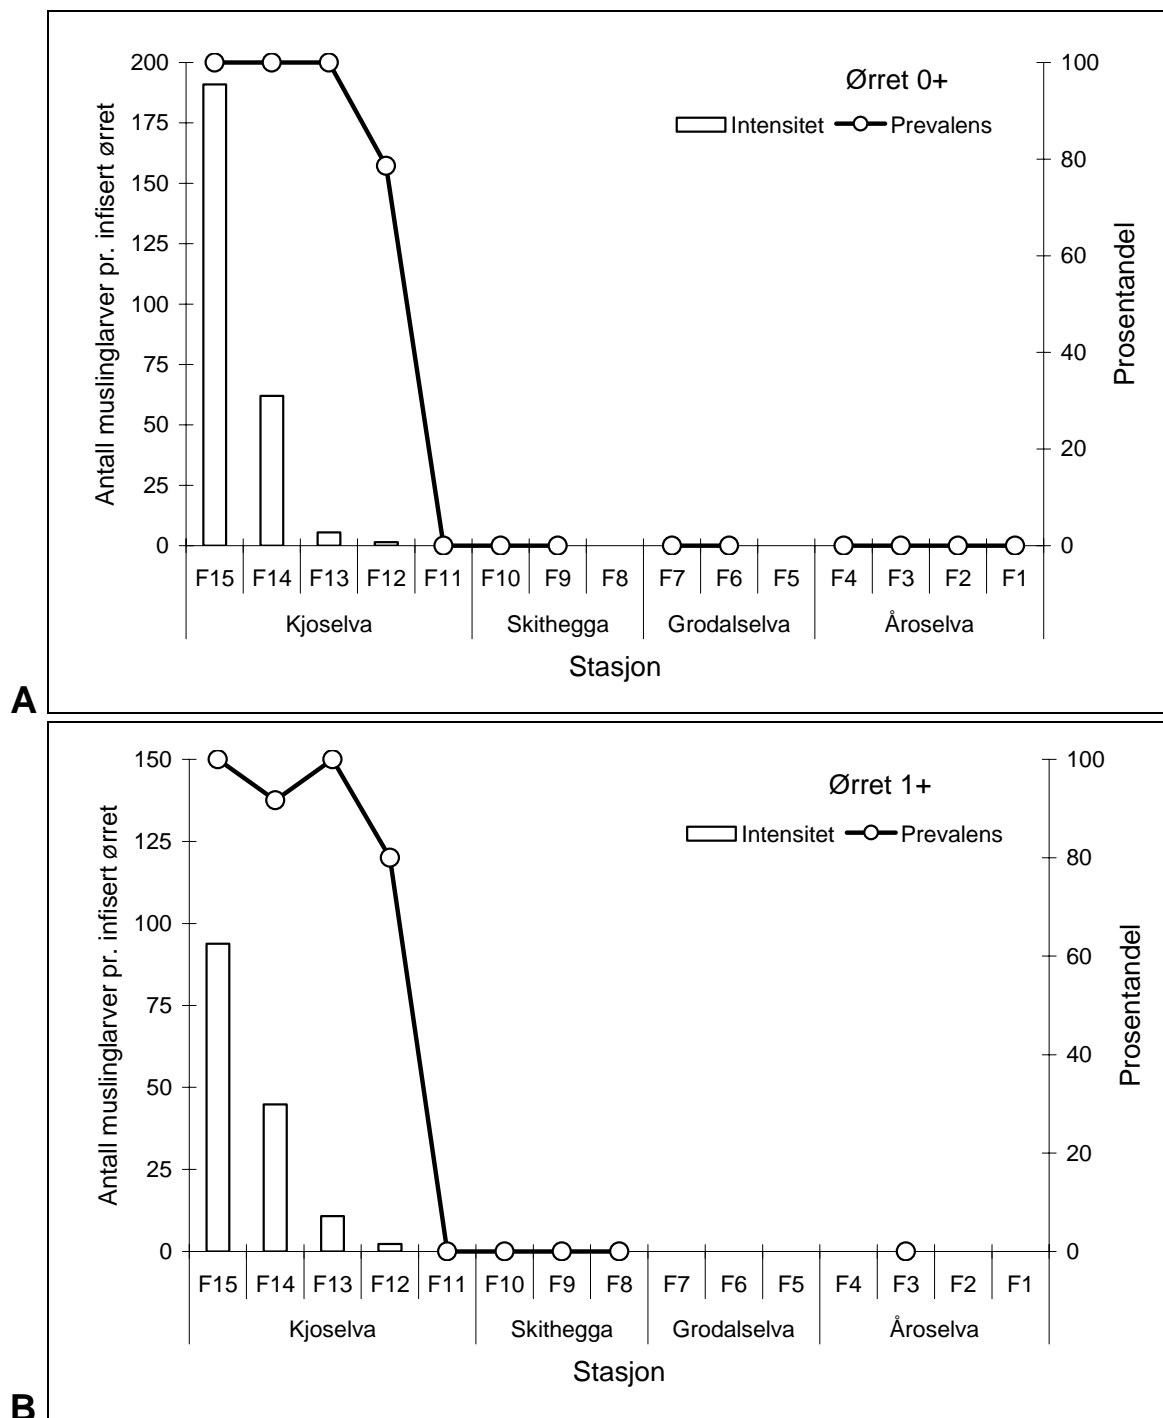 Ørret 0+
Intensitet Prevalens
Antall muslinglarver pr. infisert ørret
200
175
150
125
100
75
50
25
0
100
80
60
40
20
0
Prosentandel
F15 F14 F13 F12 F11 F10 F9 F8 F7 F6 F5 F4 F3 F2 F1
Kjoselva Skithegga Grodalselva Åroselva
Stasjon
A
Ørret 1+
Intensitet Prevalens
Antall muslinglarver pr. infisert ørret
150
125
100
75
50
25
0
100
80
60
40
20
0
Prosentandel
F15 F14 F13 F12 F11 F10 F9 F8 F7 F6 F5 F4 F3 F2 F1
Kjoselva Skithegga Grodalselva Åroselva
Stasjon
B